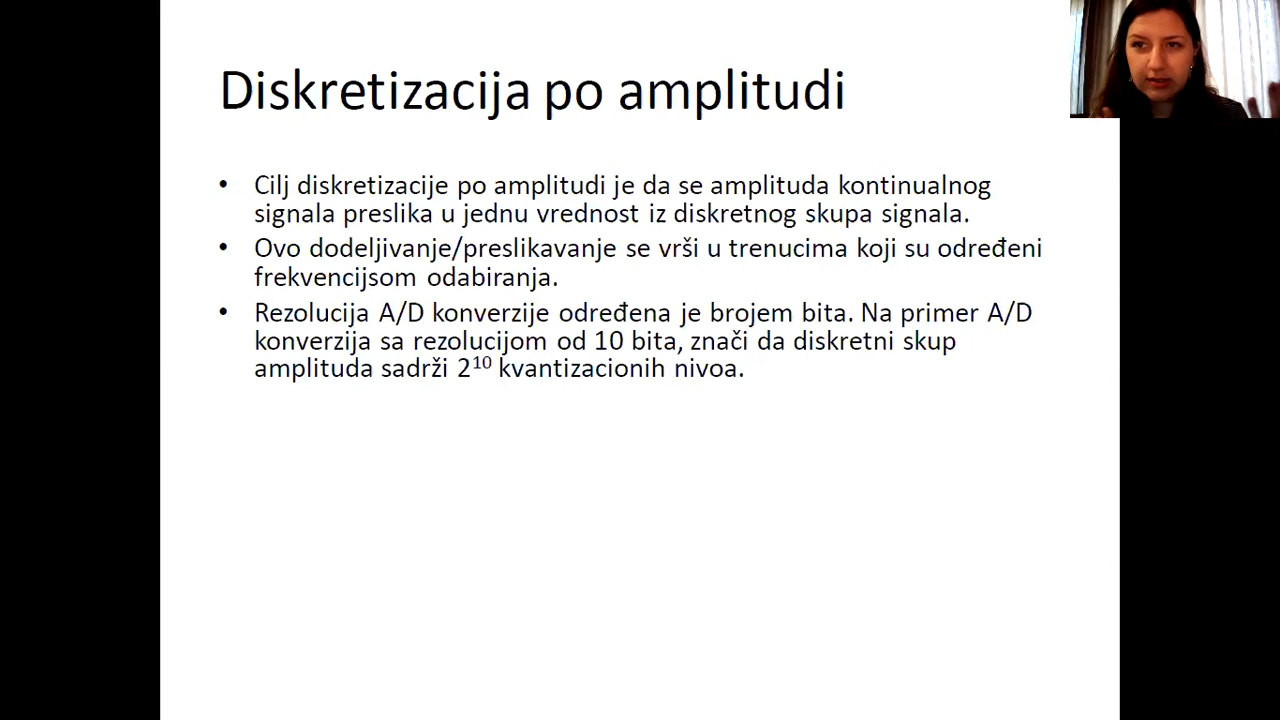 Diskretizacija po amplitudi
• Cilj diskretizacije po amplitudi je da se amplituda kontinualnog
signala preslika u jednu vrednost iz diskretnog skupa signala.
• Ovo dodeljivanje/preslikavanje se vrši u trenucima koji su određeni
frekvencijsom odabiranja.
• Rezolucija A/D konverzije određena je brojem bita. Na primer A/D
konverzija sa rezolucijom od 10 bita, znači da diskretni skup
amplituda sadrži 2¹⁰ kvantizacionih nivoa.